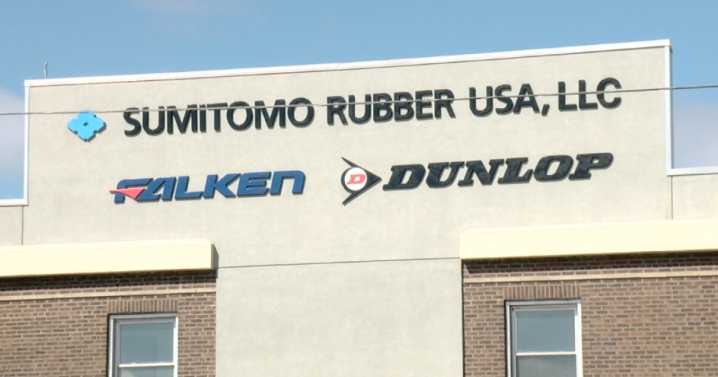 SUMITOMO RUBBER USA, LLC
FALKEN D DUNLOP